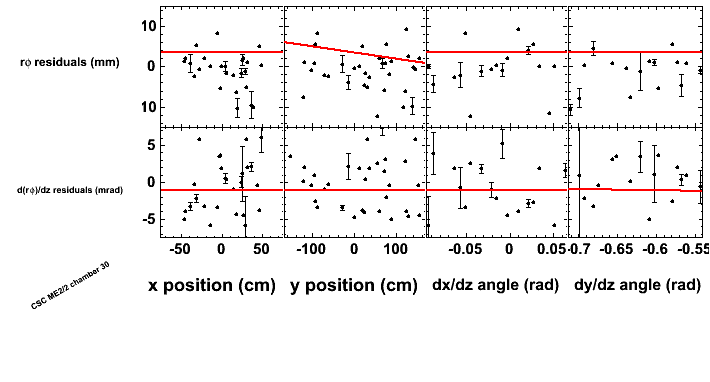 10
rϕ residuals (mm)
0
10
5
d(rϕ)/dz residuals (mrad)
0
-5
-50 0 50 -100 0 100 -0.05 0 0.05 -0.7 -0.65 -0.6 -0.55
x position (cm) y position (cm) dx/dz angle (rad) dy/dz angle (rad)
CSC ME2/2 chamber 30